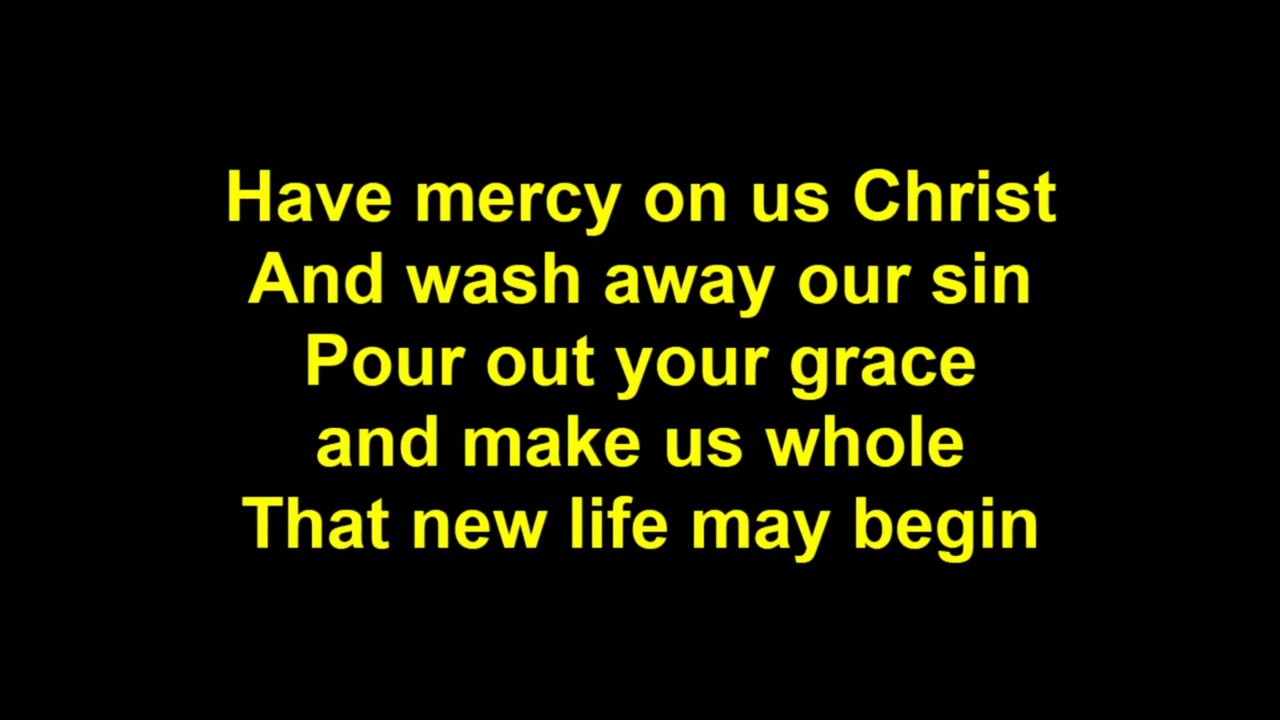 Have mercy on us Christ
And wash away our sin
Pour out your grace
and make us whole
That new life may begin